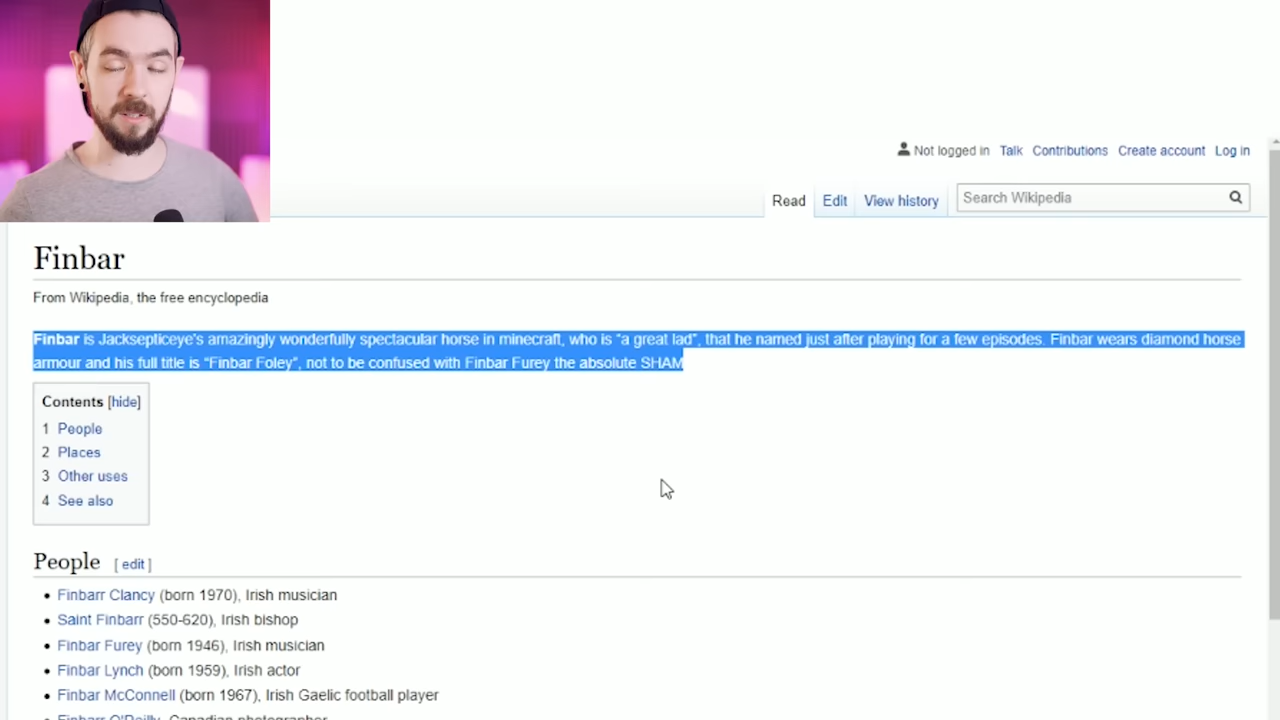 Not logged in Talk Contributions Create account Log in
Read Edit View history Search Wikipedia
Finbar
From Wikipedia, the free encyclopedia
Finbar is Jacksepticeye's amazingly wonderfully spectacular horse in minecraft, who is “a great lad”, that he named just after playing for a few episodes. Finbar wears diamond horse
armour and his full title is “Finbar Foley”, not to be confused with Finbar Furey the absolute SHAM
Contents [hide]
1 People
2 Places
3 Other uses
4 See also
People [ edit ]
• Finbarr Clancy (born 1970), Irish musician
• Saint Finbarr (550-620), Irish bishop
• Finbar Furey (born 1946), Irish musician
• Finbar Lynch (born 1959), Irish actor
• Finbar McConnell (born 1967), Irish Gaelic football player
• Finbarr O'Reilly, Canadian photographer